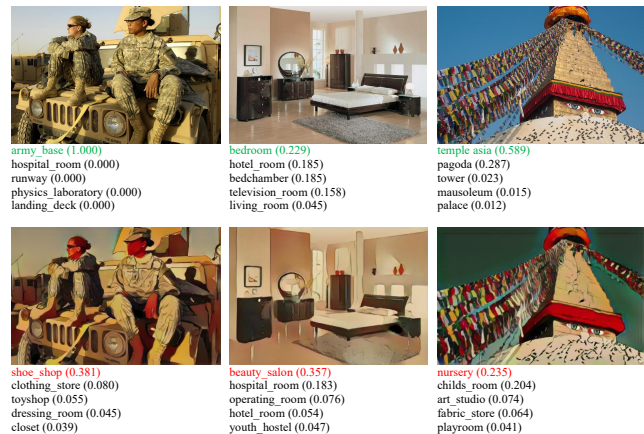 army_base (1.000)
hospital_room (0.000)
runway (0.000)
physics_laboratory (0.000)
landing_deck (0.000)
bedroom (0.229)
hotel_room (0.185)
bedchamber (0.185)
television_room (0.158)
living_room (0.045)
temple asia (0.589)
pagoda (0.287)
tower (0.023)
mausoleum (0.015)
palace (0.012)
shoe_shop (0.381)
clothing_store (0.080)
toyshop (0.055)
dressing_room (0.045)
closet (0.039)
beauty_salon (0.357)
hospital_room (0.183)
operating_room (0.076)
hotel_room (0.054)
youth_hostel (0.047)
nursery (0.235)
childs_room (0.204)
art_studio (0.074)
fabric_store (0.064)
playroom (0.041)